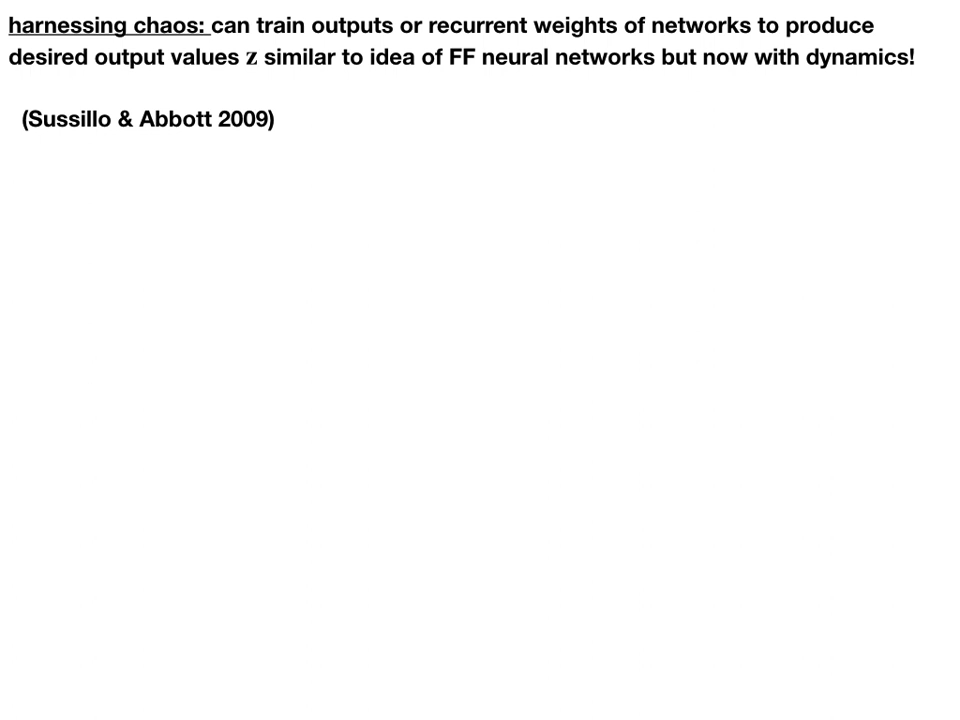 harnessing chaos: can train outputs or recurrent weights of networks to produce
desired output values z similar to idea of FF neural networks but now with dynamics!
(Sussillo & Abbott 2009)